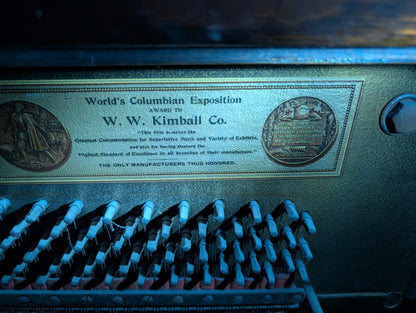 World's Columbian Exposition
AWARD TO
W. W. Kimball Co.
"This firm deserves the
Greatest Commendation for Superlative Merit and Variety of Exhibits,
and also for having attained the
Highest Standard of Excellence in all branches of their manufacture."
THE ONLY MANUFACTURERS THUS HONORED.